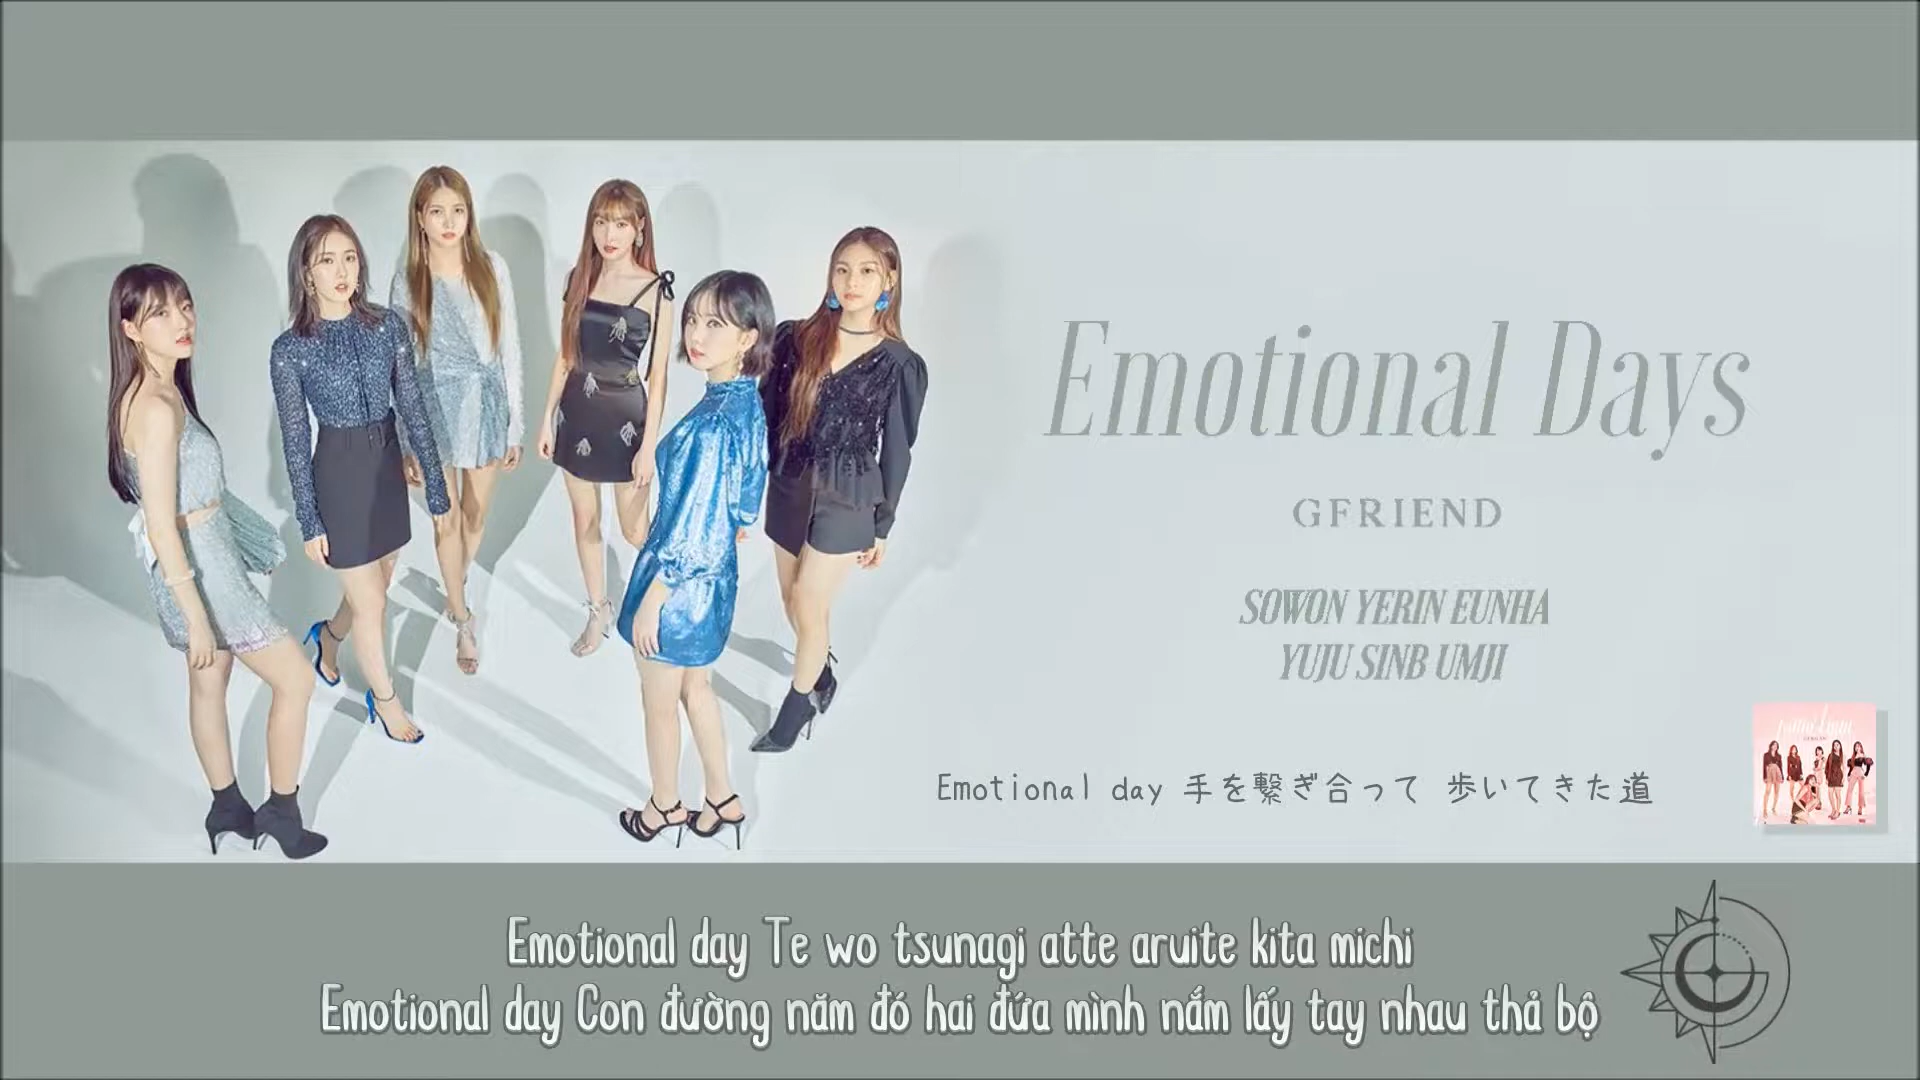 Emotional Days
GFRIEND
SOWON YERIN EUNHA
YUJU SINB UMJI
Emotional day 手を繋ぎ合って 歩いてきた道
GFRIEND
Emotional day Te wo tsunagi atte aruite kita michi
Emotional day Con đường năm đó hai đứa mình nắm lấy tay nhau thả bộ